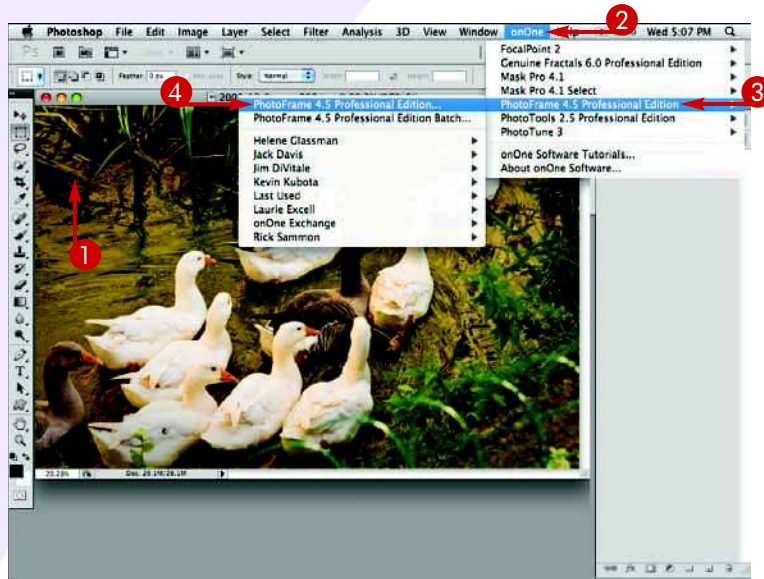 2
Photoshop File Edit Image Layer Select Filter Analysis 3D View Window onOne Help Wed 5:07 PM
Feather: 0 px Style: Normal
FocalPoint 2
Genuine Fractals 6.0 Professional Edition
Mask Pro 4.1
Mask Pro 4.1 Select
PhotoFrame 4.5 Professional Edition
3
PhotoTools 2.5 Professional Edition
PhotoTune 3
onOne Software Tutorials...
About onOne Software...
4
PhotoFrame 4.5 Professional Edition...
PhotoFrame 4.5 Professional Edition Batch...
Helene Glassman
Jack Davis
Jim DiVitale
Kevin Kubota
Last Used
Laurie Excell
onOne Exchange
Rick Sammon
1